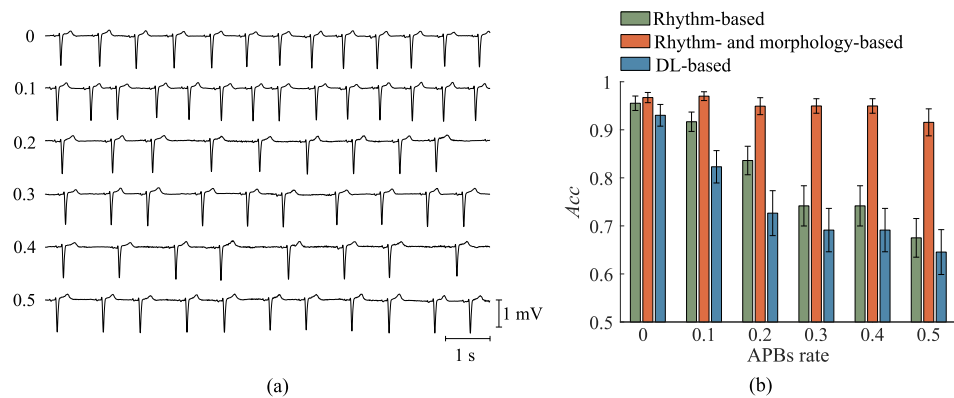 0
0.1
0.2
0.3
0.4
0.5
1 mV
1 s
(a)
Rhythm-based
Rhythm- and morphology-based
DL-based
1
0.9
0.8
0.7
0.6
0.5
Acc
0 0.1 0.2 0.3 0.4 0.5
APBs rate
(b)